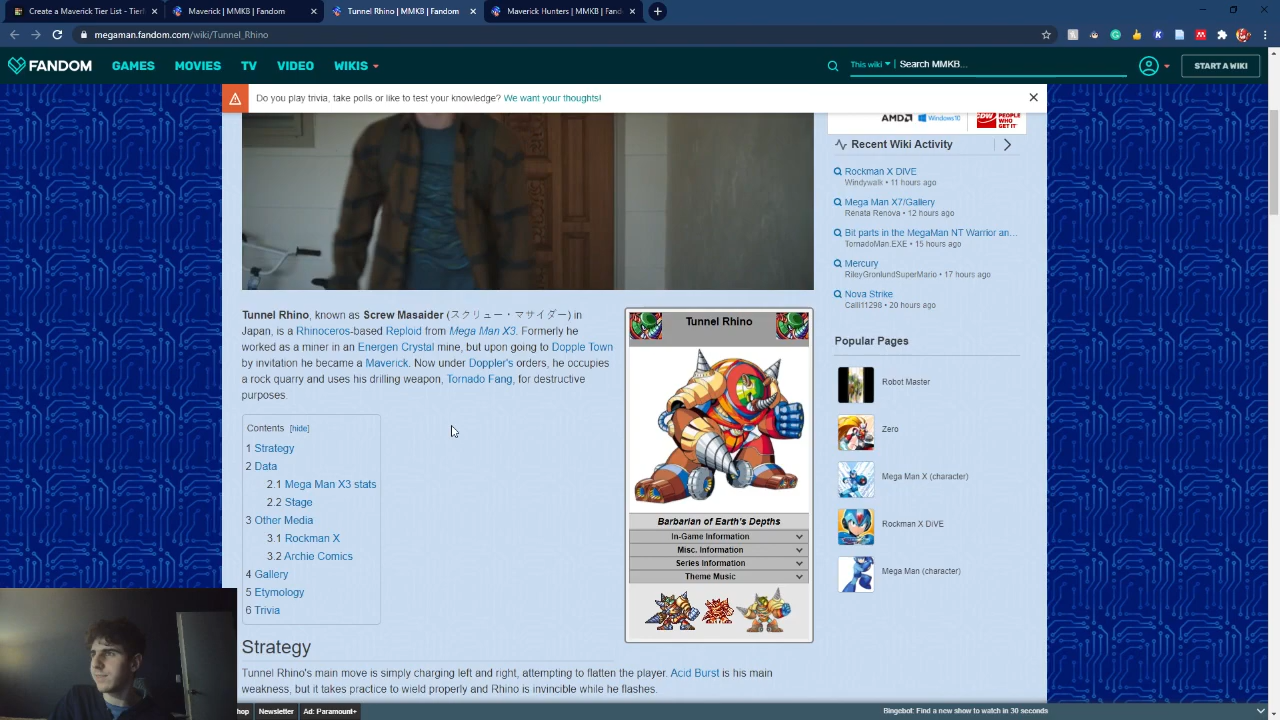 Create a Maverick Tier List - TierI
Maverick | MMKB | Fandom
Tunnel Rhino | MMKB | Fandom
Maverick Hunters | MMKB | Fand
megaman.fandom.com/wiki/Tunnel_Rhino
FANDOM GAMES MOVIES TV VIDEO WIKIS This wiki Search MMKB... START A WIKI
Do you play trivia, take polls or like to test your knowledge? We want your thoughts!
AMD Windows10 CDW PEOPLE WHO GET IT
Recent Wiki Activity
Rockman X DiVE
Windywalk • 11 hours ago
Mega Man X7/Gallery
Renata Renova • 12 hours ago
Bit parts in the MegaMan NT Warrior an…
TornadoMan.EXE • 15 hours ago
Mercury
RileyGronlundSuperMario • 17 hours ago
Nova Strike
Calli11298 • 20 hours ago
Popular Pages
Robot Master
Zero
Mega Man X (character)
Rockman X DiVE
Mega Man (character)
Tunnel Rhino, known as Screw Masaider (スクリュー・マサイダー) in
Japan, is a Rhinoceros-based Reploid from Mega Man X3. Formerly he
worked as a miner in an Energen Crystal mine, but upon going to Dopple Town
by invitation he became a Maverick. Now under Doppler's orders, he occupies
a rock quarry and uses his drilling weapon, Tornado Fang, for destructive
purposes.
Tunnel Rhino
Barbarian of Earth's Depths
In-Game Information
Misc. Information
Series Information
Theme Music
Contents [hide]
1 Strategy
2 Data
2.1 Mega Man X3 stats
2.2 Stage
3 Other Media
3.1 Rockman X
3.2 Archie Comics
4 Gallery
5 Etymology
6 Trivia
Strategy
Tunnel Rhino's main move is simply charging left and right, attempting to flatten the player. Acid Burst is his main
weakness, but it takes practice to wield properly and Rhino is invincible while he flashes.
hop Newsletter Ad: Paramount+ Bingebot: Find a new show to watch in 30 seconds